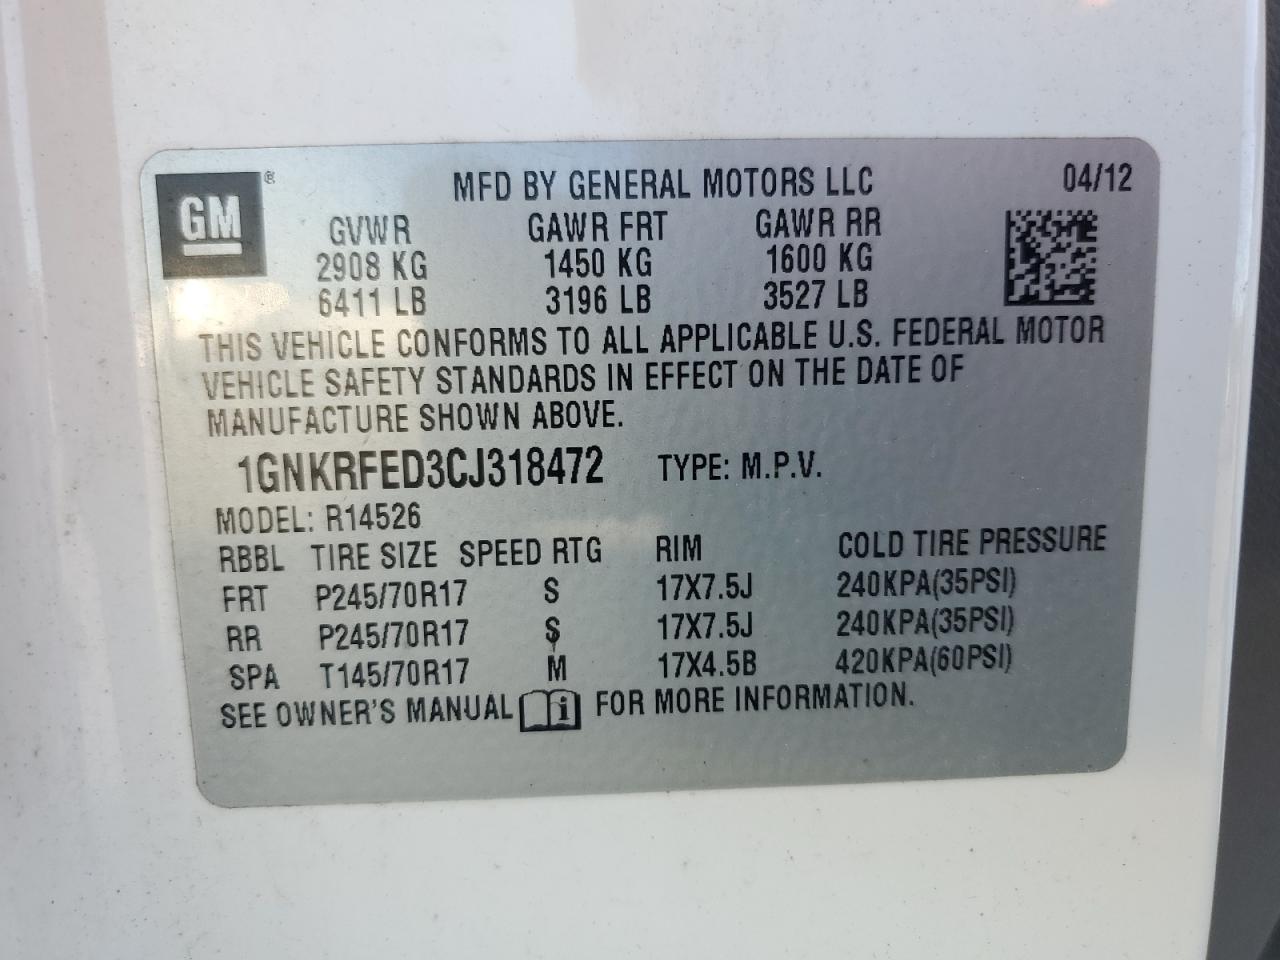 GM®
MFD BY GENERAL MOTORS LLC 04/12
GVWR GAWR FRT GAWR RR
2908 KG 1450 KG 1600 KG
6411 LB 3196 LB 3527 LB
THIS VEHICLE CONFORMS TO ALL APPLICABLE U.S. FEDERAL MOTOR
VEHICLE SAFETY STANDARDS IN EFFECT ON THE DATE OF
MANUFACTURE SHOWN ABOVE.
1GNKRFED3CJ318472 TYPE: M.P.V.
MODEL: R14526
RBBL TIRE SIZE SPEED RTG RIM COLD TIRE PRESSURE
FRT P245/70R17 S 17X7.5J 240KPA(35PSI)
RR P245/70R17 S 17X7.5J 240KPA(35PSI)
SPA T145/70R17 M 17X4.5B 420KPA(60PSI)
SEE OWNER'S MANUAL i FOR MORE INFORMATION.